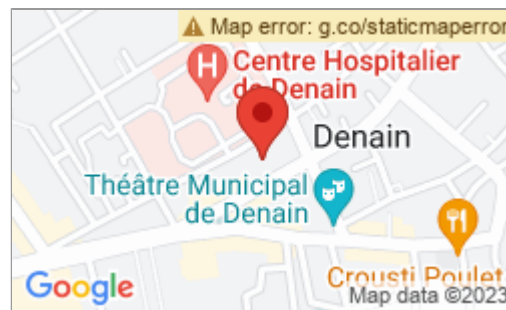 Map error: g.co/staticmaperror
H
Centre Hospitalier
de Denain
Denain
Théâtre Municipal
de Denain
Crousti Poulet
Google
Map data ©2023